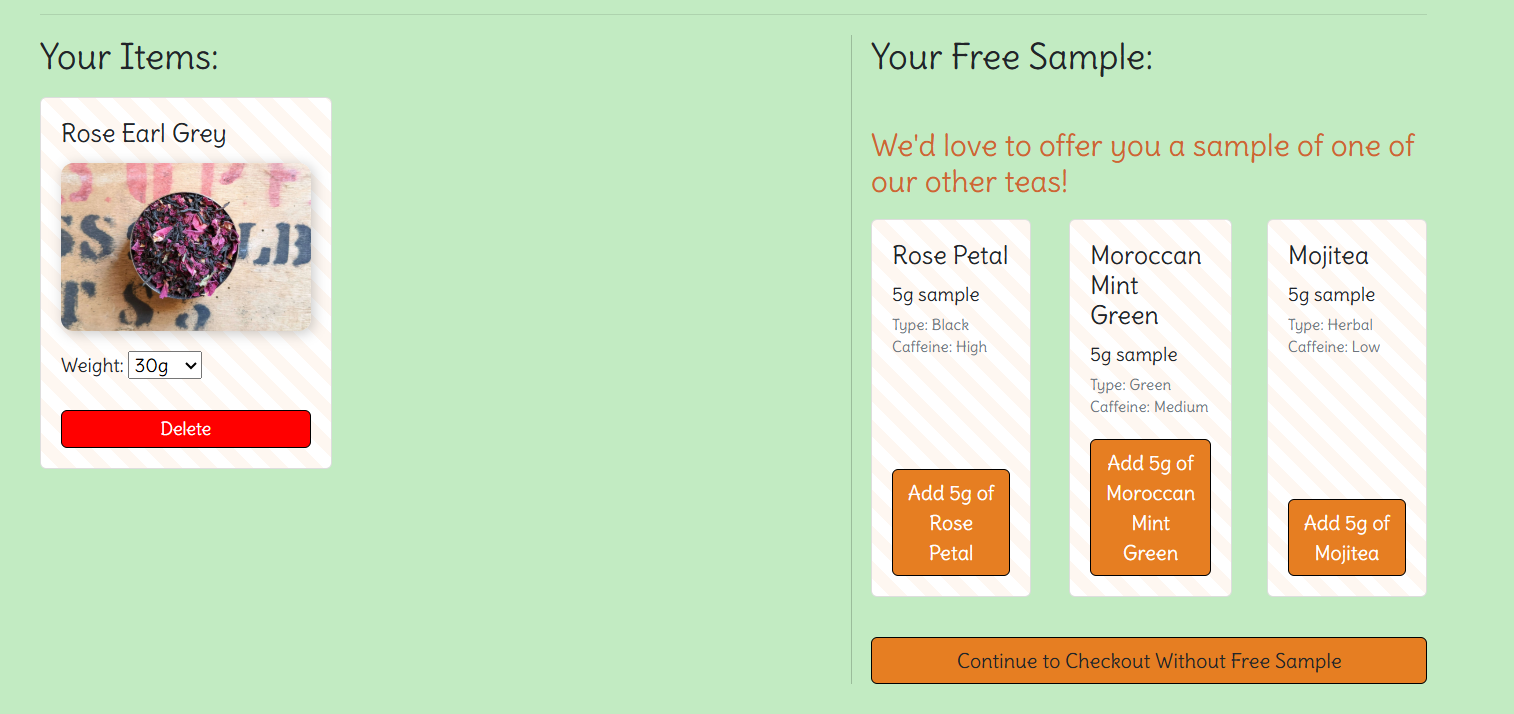 Your Items:
Rose Earl Grey
Weight: 30g
Delete
Your Free Sample:
We'd love to offer you a sample of one of
our other teas!
Rose Petal
5g sample
Type: Black
Caffeine: High
Add 5g of
Rose
Petal
Moroccan
Mint
Green
5g sample
Type: Green
Caffeine: Medium
Add 5g of
Moroccan
Mint
Green
Mojitea
5g sample
Type: Herbal
Caffeine: Low
Add 5g of
Mojitea
Continue to Checkout Without Free Sample